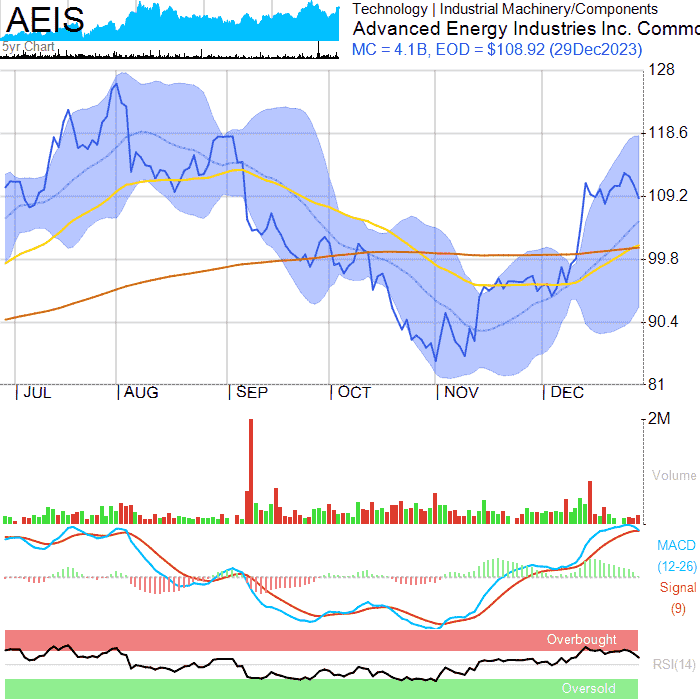 AEIS
5yr Chart
Technology | Industrial Machinery/Components
Advanced Energy Industries Inc. Commo
MC = 4.1B, EOD = $108.92 (29Dec2023)
128
118.6
109.2
99.8
90.4
81
JUL
AUG
SEP
OCT
NOV
DEC
2M
Volume
MACD
(12-26)
Signal
(9)
Overbought
RSI(14)
Oversold